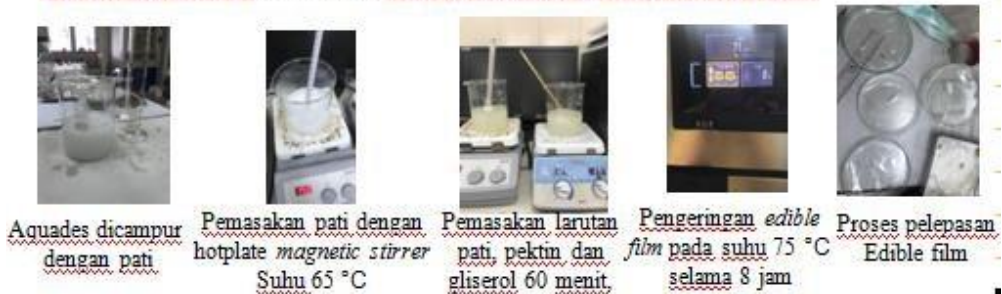 Aquades dicampur
dengan pati
Pemasakan pati dengan
hotplate magnetic stirrer
Suhu 65 °C
Pemasakan larutan
pati, pektin dan
gliserol 60 menit,
Pengeringan edible
film pada suhu 75 °C
selama 8 jam
Proses pelepasan
Edible film